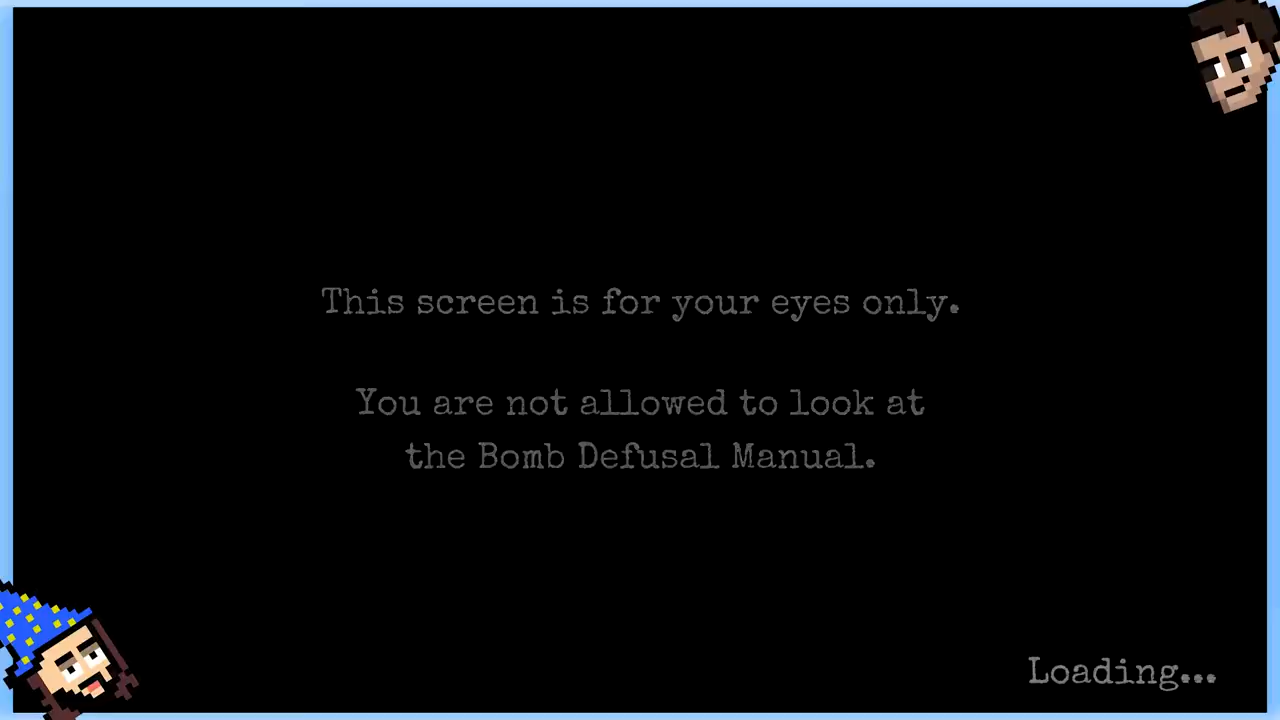 This screen is for your eyes only.
You are not allowed to look at
the Bomb Defusal Manual.
Loading...